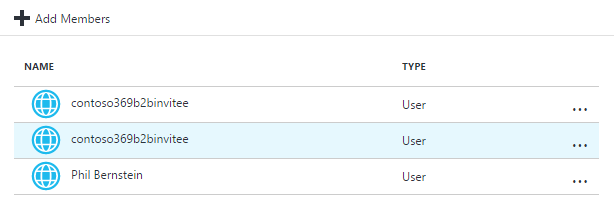 Add Members
NAME TYPE
contoso369b2binvitee User ...
contoso369b2binvitee User ...
Phil Bernstein User ...